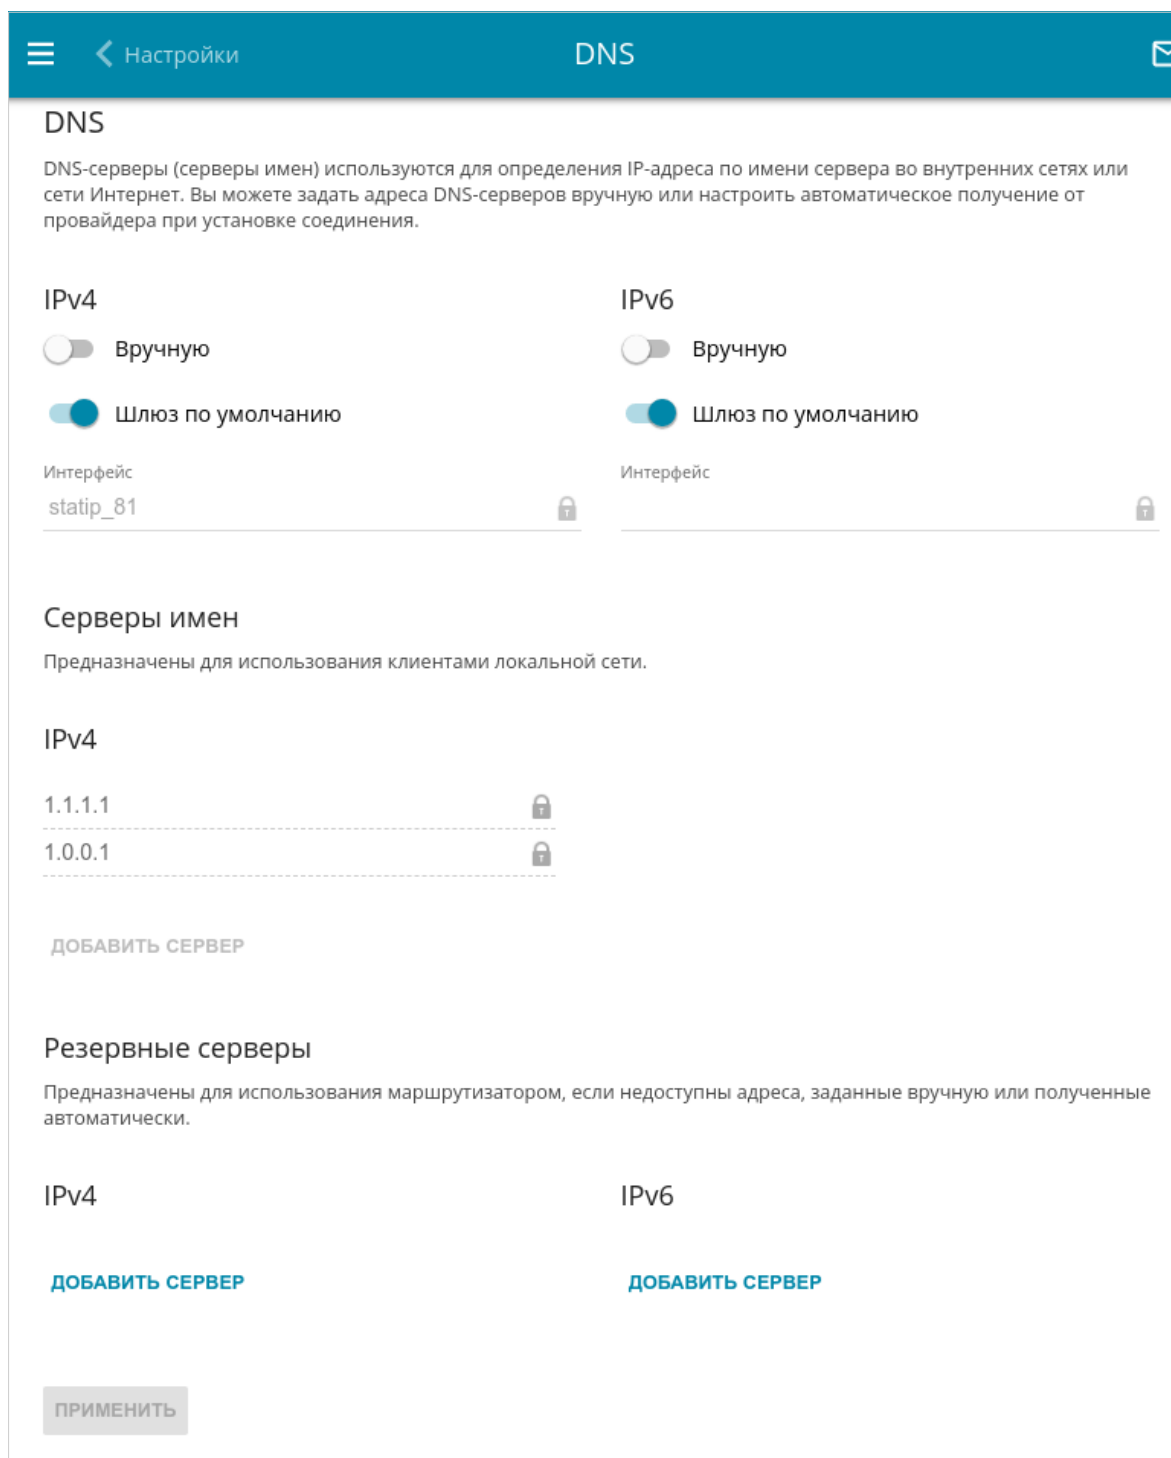 Настройки
DNS
DNS
DNS-серверы (серверы имен) используются для определения IP-адреса по имени сервера во внутренних сетях или
сети Интернет. Вы можете задать адреса DNS-серверов вручную или настроить автоматическое получение от
провайдера при установке соединения.
IPv4
Вручную
Шлюз по умолчанию
Интерфейс
statip_81
IPv6
Вручную
Шлюз по умолчанию
Интерфейс
Серверы имен
Предназначены для использования клиентами локальной сети.
IPv4
1.1.1.1
1.0.0.1
ДОБАВИТЬ СЕРВЕР
Резервные серверы
Предназначены для использования маршрутизатором, если недоступны адреса, заданные вручную или полученные
автоматически.
IPv4
ДОБАВИТЬ СЕРВЕР
IPv6
ДОБАВИТЬ СЕРВЕР
ПРИМЕНИТЬ